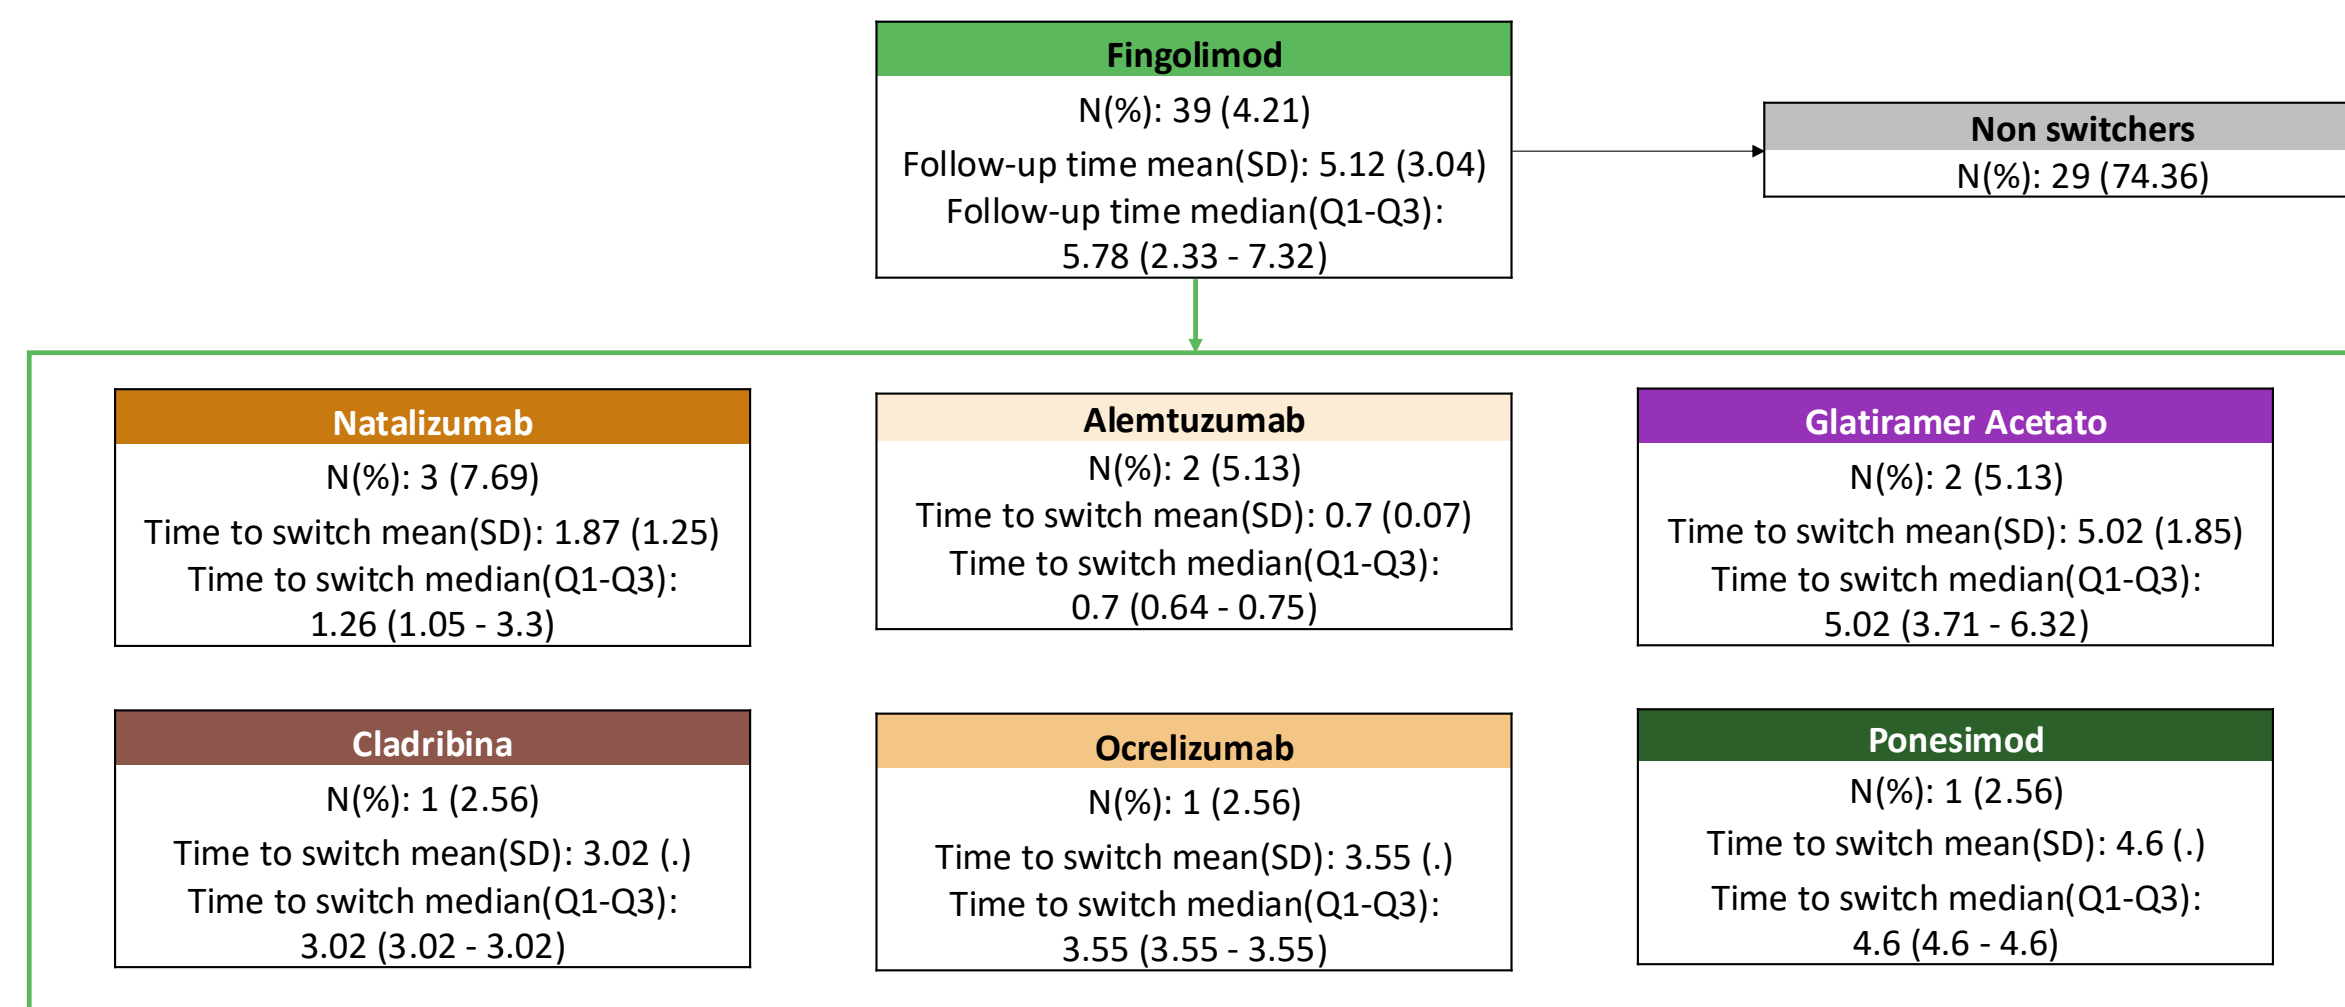 Fingolimod
N(%): 39 (4.21)
Follow-up time mean(SD): 5.12 (3.04)
Follow-up time median(Q1-Q3):
5.78 (2.33 - 7.32)
Non switchers
N(%): 29 (74.36)
Natalizumab
N(%): 3 (7.69)
Time to switch mean(SD): 1.87 (1.25)
Time to switch median(Q1-Q3):
1.26 (1.05 - 3.3)
Alemtuzumab
N(%): 2 (5.13)
Time to switch mean(SD): 0.7 (0.07)
Time to switch median(Q1-Q3):
0.7 (0.64 - 0.75)
Glatiramer Acetato
N(%): 2 (5.13)
Time to switch mean(SD): 5.02 (1.85)
Time to switch median(Q1-Q3):
5.02 (3.71 - 6.32)
Cladribina
N(%): 1 (2.56)
Time to switch mean(SD): 3.02 (.)
Time to switch median(Q1-Q3):
3.02 (3.02 - 3.02)
Ocrelizumab
N(%): 1 (2.56)
Time to switch mean(SD): 3.55 (.)
Time to switch median(Q1-Q3):
3.55 (3.55 - 3.55)
Ponesimod
N(%): 1 (2.56)
Time to switch mean(SD): 4.6 (.)
Time to switch median(Q1-Q3):
4.6 (4.6 - 4.6)